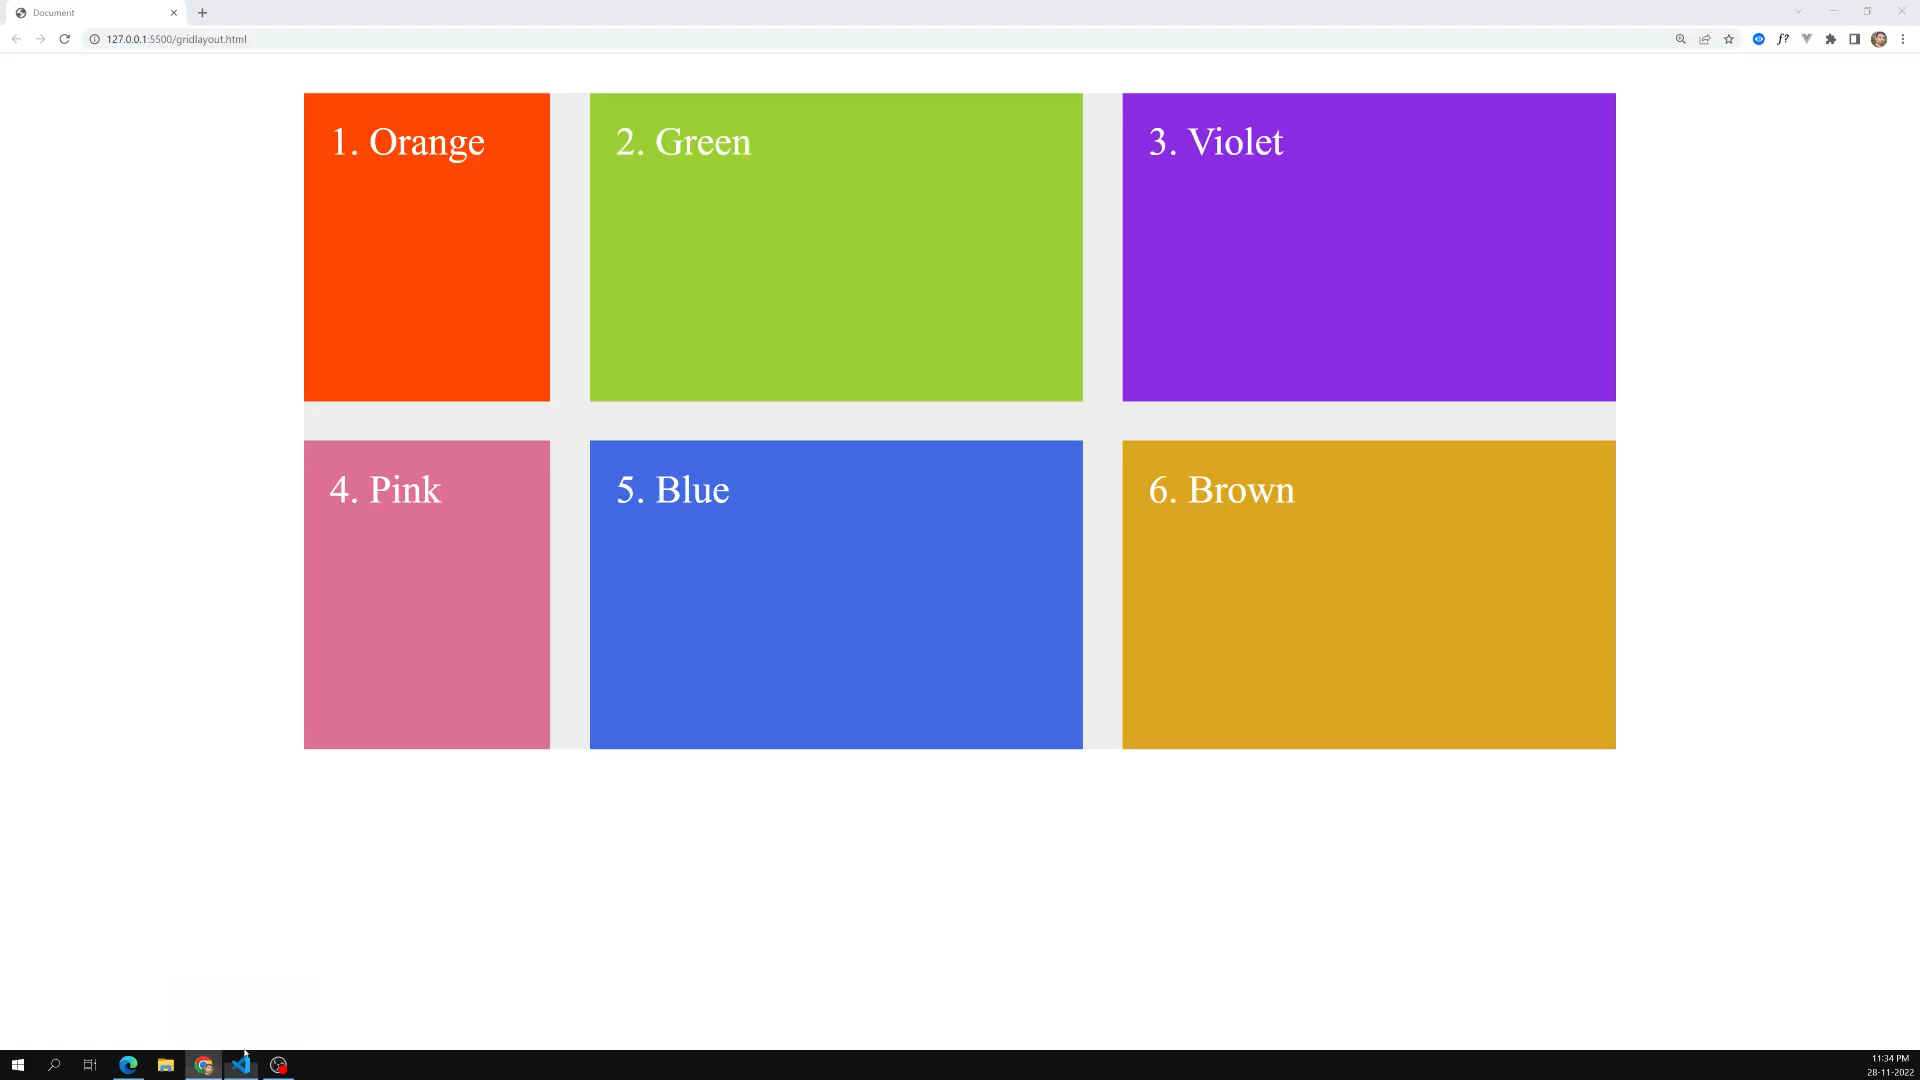 Document
127.0.0.1:5500/gridlayout.html
f?
1. Orange
2. Green
3. Violet
4. Pink
5. Blue
6. Brown
11:34 PM
28-11-2022